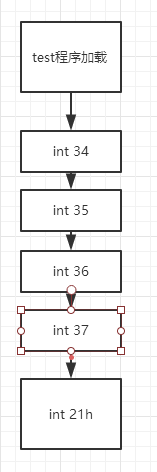 test程序加载
int 34
int 35
int 36
int 37
int 21h